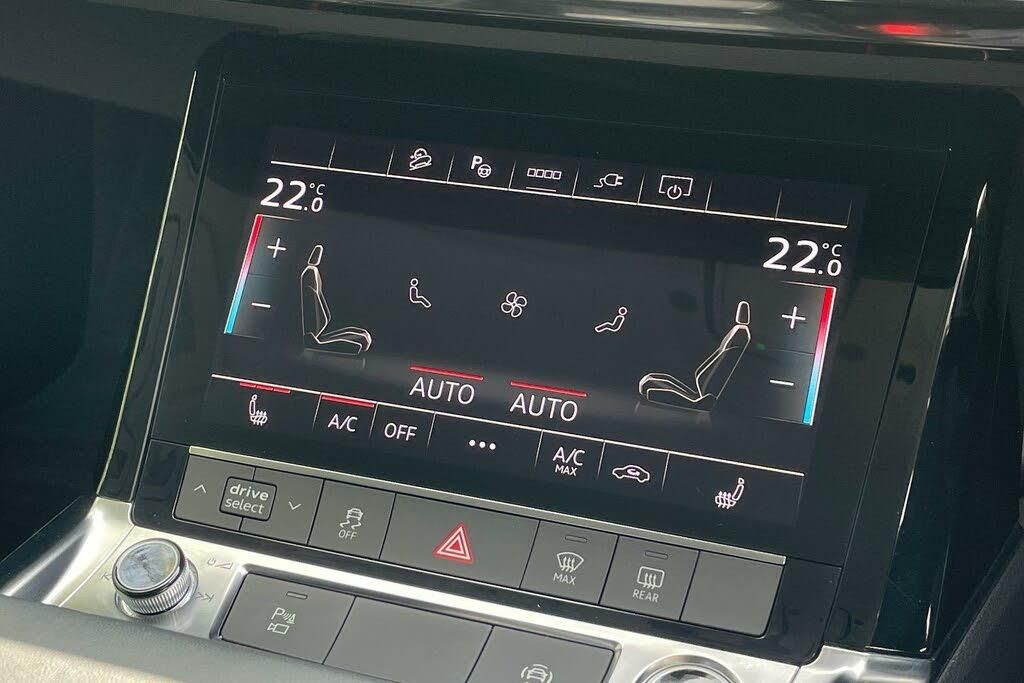 P
22.0 °C
22.0 °C
+
+
−
−
AUTO
AUTO
A/C
OFF
•••
A/C
MAX
drive
select
OFF
MAX
REAR
P